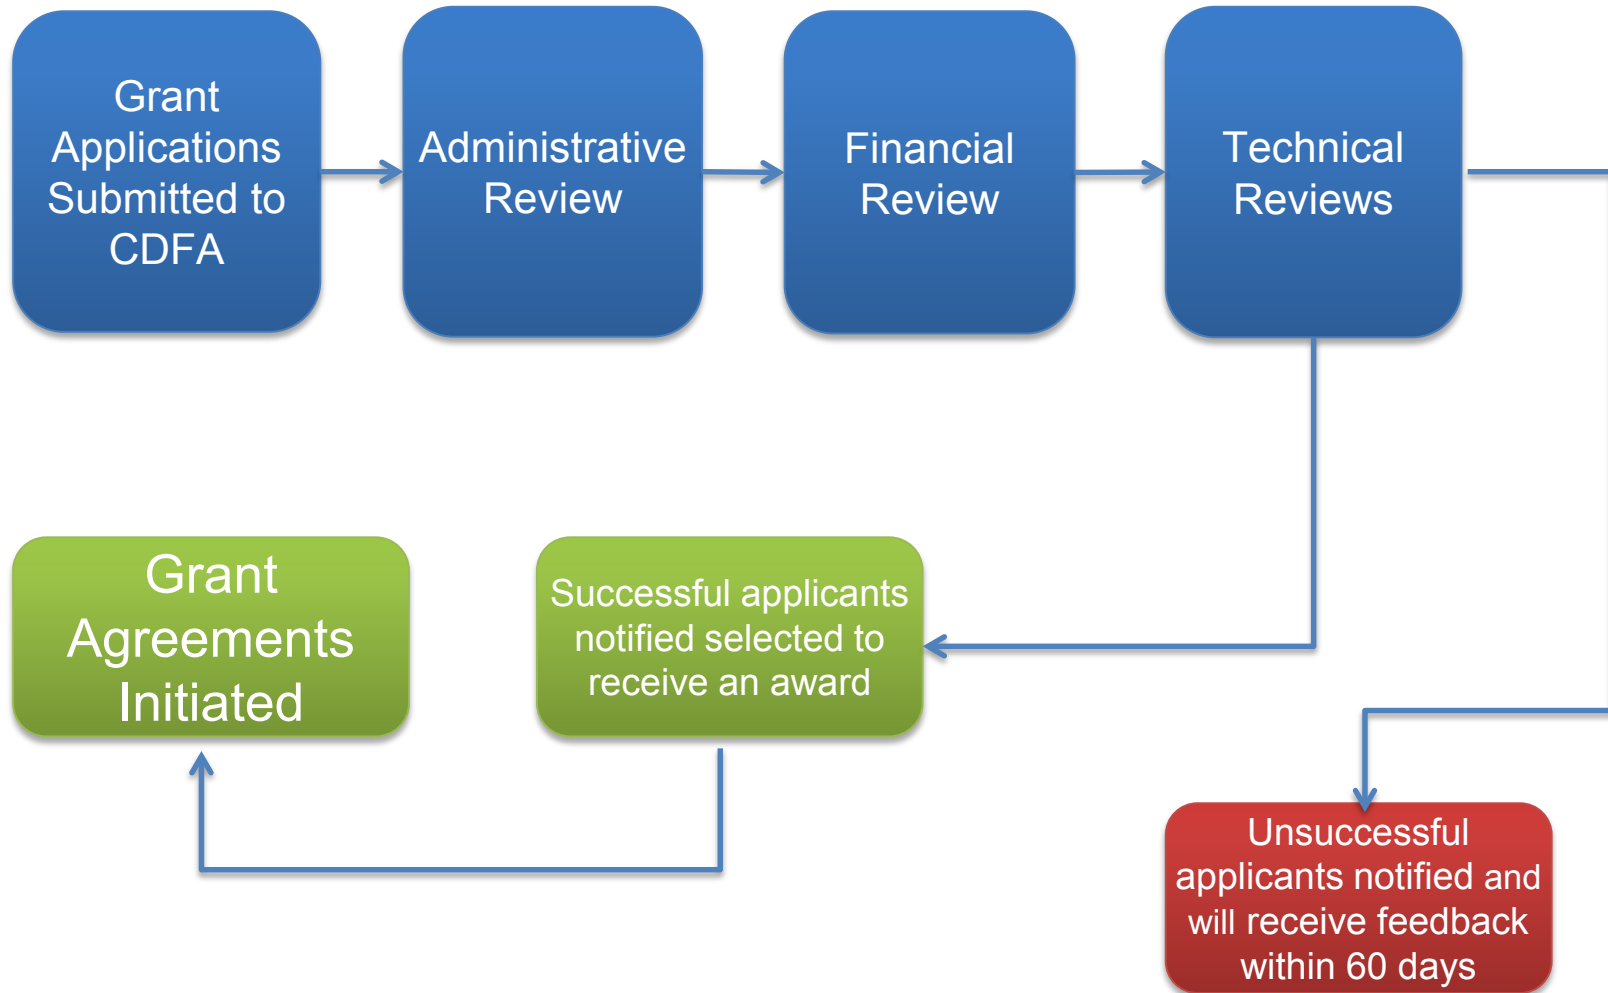 Grant
Applications
Submitted to
CDFA
Administrative
Review
Financial
Review
Technical
Reviews
Grant
Agreements
Initiated
Successful applicants
notified selected to
receive an award
Unsuccessful
applicants notified and
will receive feedback
within 60 days